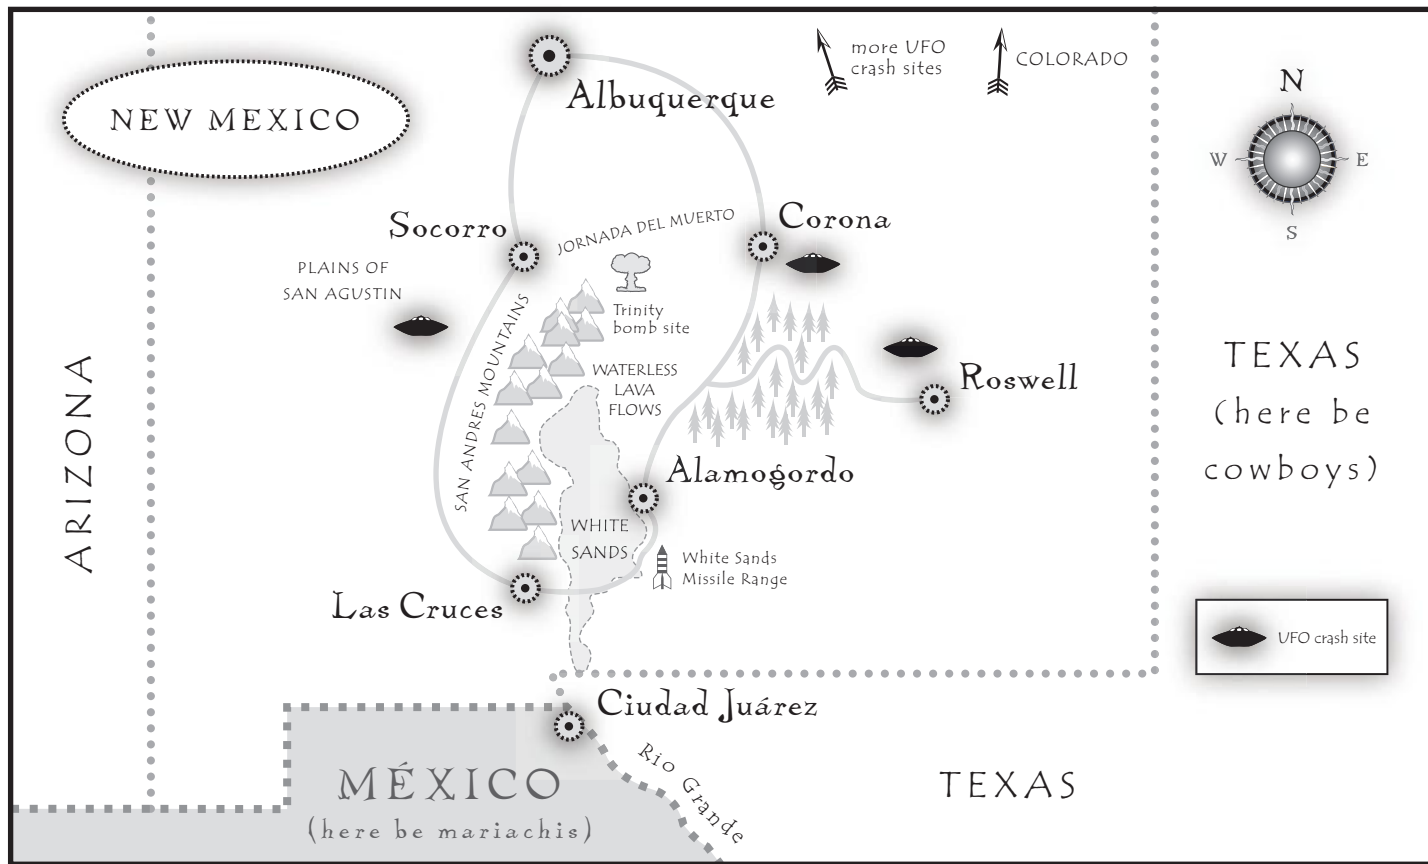 NEW MEXICO
Albuquerque
more UFO
crash sites
COLORADO
N
W
E
S
Socorro
JORNADA DEL MUERTO
Corona
PLAINS OF
SAN AGUSTIN
Trinity
bomb site
SAN ANDRES MOUNTAINS
WATERLESS
LAVA
FLOWS
Roswell
ARIZONA
TEXAS
(here be
cowboys)
Alamogordo
WHITE
SANDS
White Sands
Missile Range
Las Cruces
UFO crash site
Ciudad Juárez
Rio Grande
MÉXICO
(here be mariachis)
TEXAS